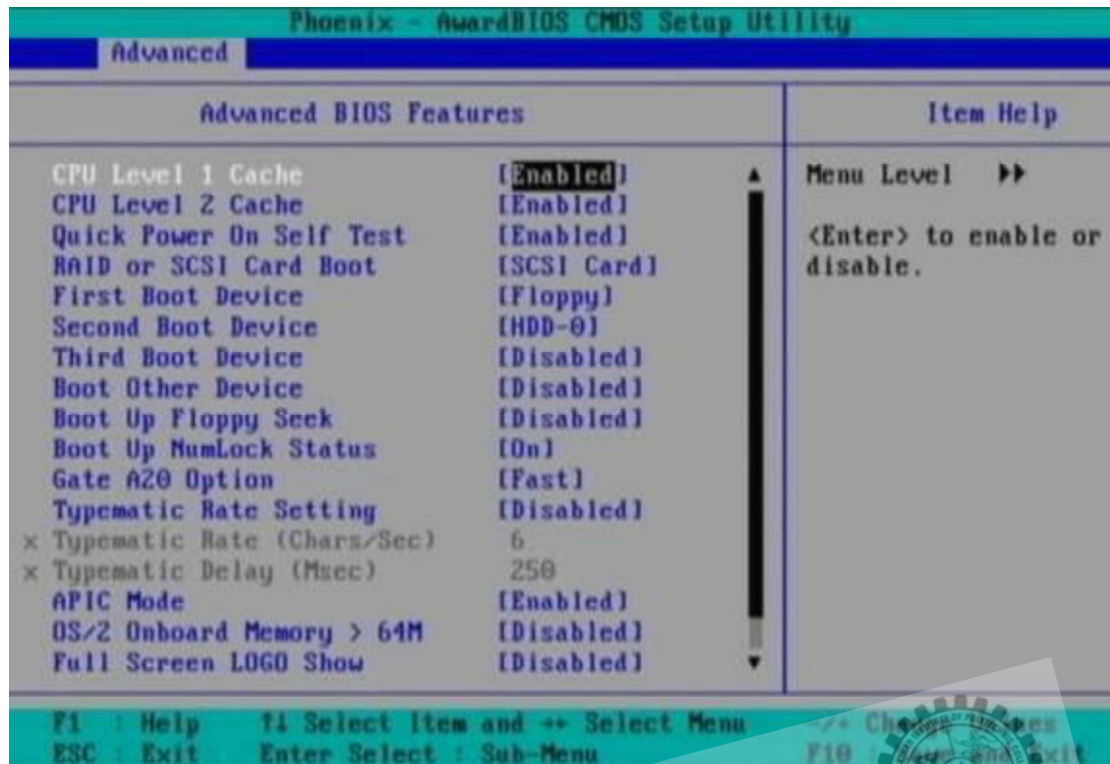 Phoenix - AwardBIOS CMOS Setup Utility
Advanced
Advanced BIOS Features
Item Help
CPU Level 1 Cache [Enabled]
CPU Level 2 Cache [Enabled]
Quick Power On Self Test [Enabled]
RAID or SCSI Card Boot [SCSI Card]
First Boot Device [Floppy]
Second Boot Device [HDD-0]
Third Boot Device [Disabled]
Boot Other Device [Disabled]
Boot Up Floppy Seek [Disabled]
Boot Up NumLock Status [On]
Gate A20 Option [Fast]
Typematic Rate Setting [Disabled]
x Typematic Rate (Chars/Sec) 6
x Typematic Delay (Msec) 250
APIC Mode [Enabled]
OS/2 Onboard Memory > 64M [Disabled]
Full Screen LOGO Show [Disabled]
Menu Level ▸▸
<Enter> to enable or
disable.
F1 : Help ↑↓ Select Item and ↔ Select Menu
ESC : Exit Enter Select : Sub-Menu F10 : and Exit